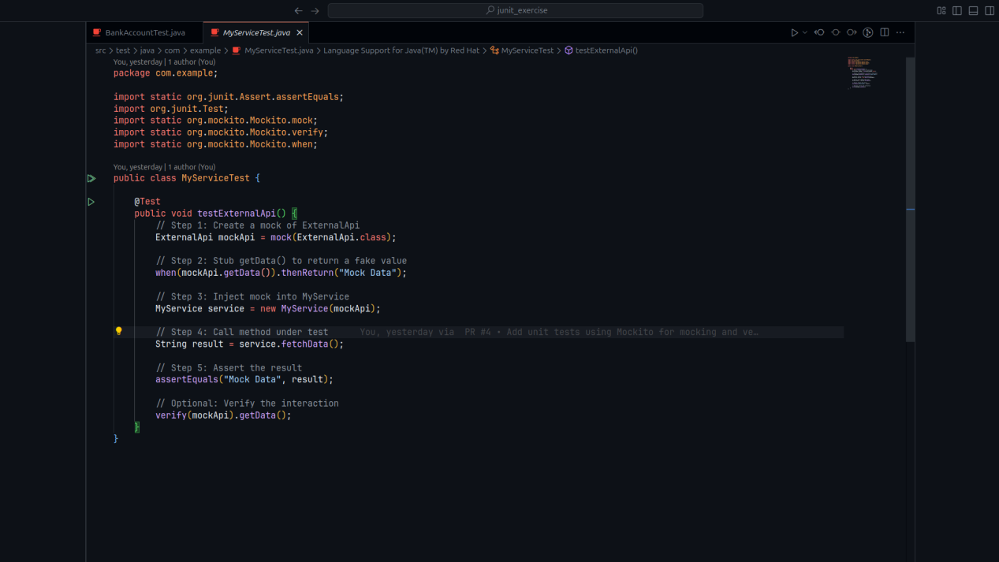 junit_exercise
BankAccountTest.java MyServiceTest.java
src > test > java > com > example > MyServiceTest.java > Language Support for Java(TM) by Red Hat > MyServiceTest > testExternalApi()
You, yesterday | 1 author (You)
package com.example;
import static org.junit.Assert.assertEquals;
import org.junit.Test;
import static org.mockito.Mockito.mock;
import static org.mockito.Mockito.verify;
import static org.mockito.Mockito.when;
You, yesterday | 1 author (You)
public class MyServiceTest {
@Test
public void testExternalApi() {
// Step 1: Create a mock of ExternalApi
ExternalApi mockApi = mock(ExternalApi.class);
// Step 2: Stub getData() to return a fake value
when(mockApi.getData()).thenReturn("Mock Data");
// Step 3: Inject mock into MyService
MyService service = new MyService(mockApi);
// Step 4: Call method under test You, yesterday via PR #4 • Add unit tests using Mockito for mocking and ve…
String result = service.fetchData();
// Step 5: Assert the result
assertEquals("Mock Data", result);
// Optional: Verify the interaction
verify(mockApi).getData();
}
}